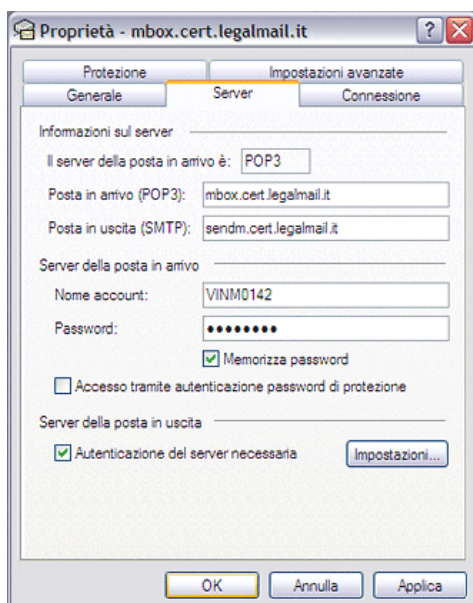 Proprietà - mbox.cert.legalmail.it
Protezione Impostazioni avanzate
Generale Server Connessione
Informazioni sul server
Il server della posta in arrivo è: POP3
Posta in arrivo (POP3): mbox.cert.legalmail.it
Posta in uscita (SMTP): sendm.cert.legalmail.it
Server della posta in arrivo
Nome account: VINM0142
Password: ●●●●●●●●
Memorizza password
Accesso tramite autenticazione password di protezione
Server della posta in uscita
Autenticazione del server necessaria Impostazioni...
OK Annulla Applica